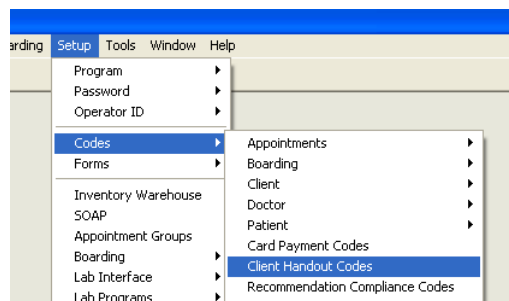 arding Setup Tools Window Help
Program
Password
Operator ID
Codes
Forms
Inventory Warehouse
SOAP
Appointment Groups
Boarding
Lab Interface
Lab Programs
Appointments
Boarding
Client
Doctor
Patient
Card Payment Codes
Client Handout Codes
Recommendation Compliance Codes